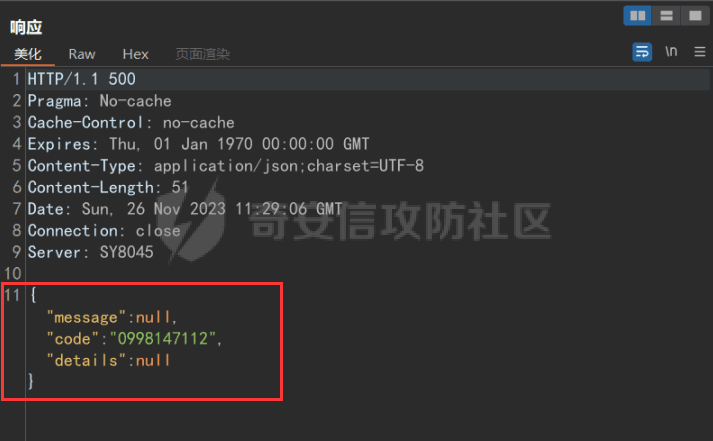 响应
美化 Raw Hex 页面渲染
\n
1 HTTP/1.1 500
2 Pragma: No-cache
3 Cache-Control: no-cache
4 Expires: Thu, 01 Jan 1970 00:00:00 GMT
5 Content-Type: application/json;charset=UTF-8
6 Content-Length: 51
7 Date: Sun, 26 Nov 2023 11:29:06 GMT
8 Connection: close
9 Server: SY8045
10
11 {
"message":null,
"code":"0998147112",
"details":null
}
奇安信攻防社区